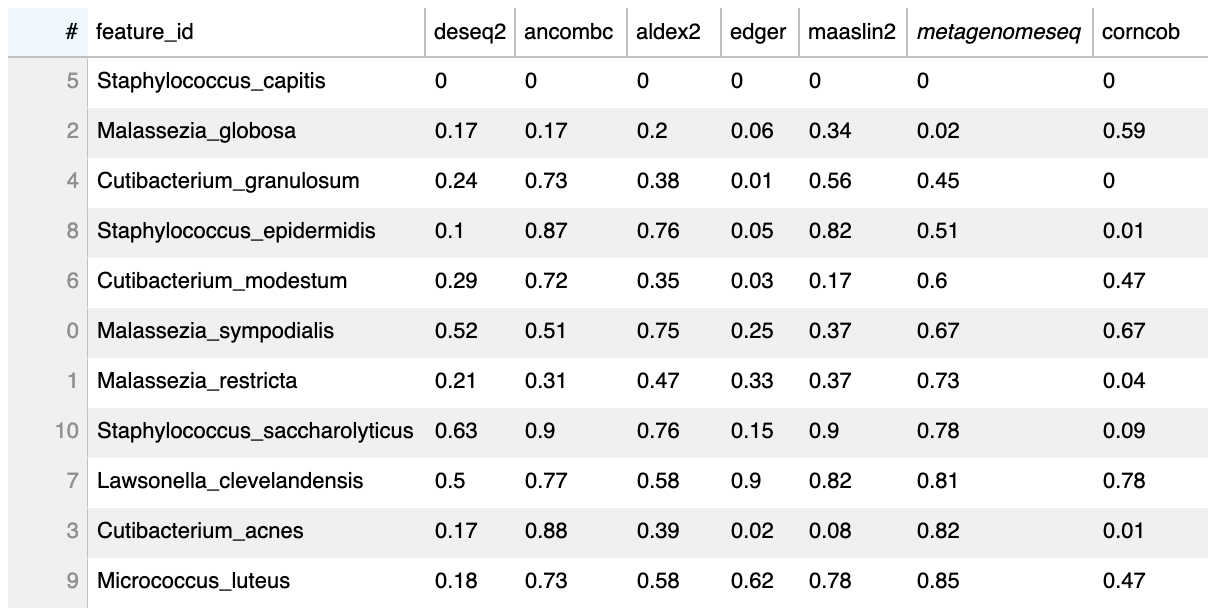 # feature_id deseq2 ancombc aldex2 edger maaslin2 metagenomeseq corncob
5 Staphylococcus_capitis 0 0 0 0 0 0 0
2 Malassezia_globosa 0.17 0.17 0.2 0.06 0.34 0.02 0.59
4 Cutibacterium_granulosum 0.24 0.73 0.38 0.01 0.56 0.45 0
8 Staphylococcus_epidermidis 0.1 0.87 0.76 0.05 0.82 0.51 0.01
6 Cutibacterium_modestum 0.29 0.72 0.35 0.03 0.17 0.6 0.47
0 Malassezia_sympodialis 0.52 0.51 0.75 0.25 0.37 0.67 0.67
1 Malassezia_restricta 0.21 0.31 0.47 0.33 0.37 0.73 0.04
10 Staphylococcus_saccharolyticus 0.63 0.9 0.76 0.15 0.9 0.78 0.09
7 Lawsonella_clevelandensis 0.5 0.77 0.58 0.9 0.82 0.81 0.78
3 Cutibacterium_acnes 0.17 0.88 0.39 0.02 0.08 0.82 0.01
9 Micrococcus_luteus 0.18 0.73 0.58 0.62 0.78 0.85 0.47